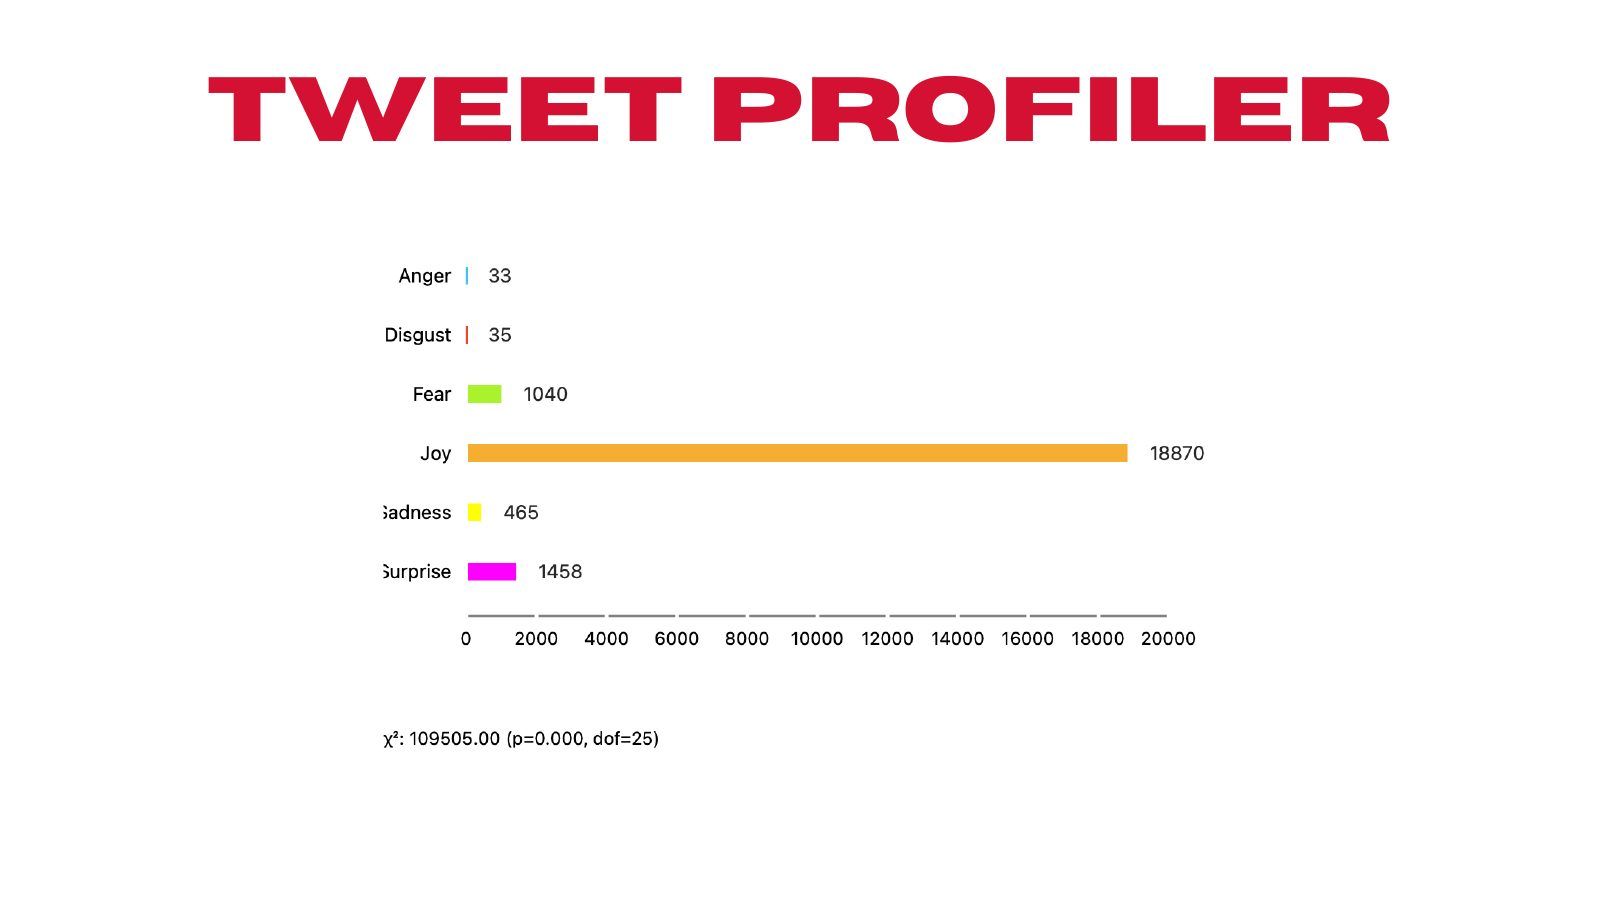 TWEET PROFILER
Anger 33
Disgust 35
Fear 1040
Joy 18870
Sadness 465
Surprise 1458
0 2000 4000 6000 8000 10000 12000 14000 16000 18000 20000
χ²: 109505.00 (p=0.000, dof=25)